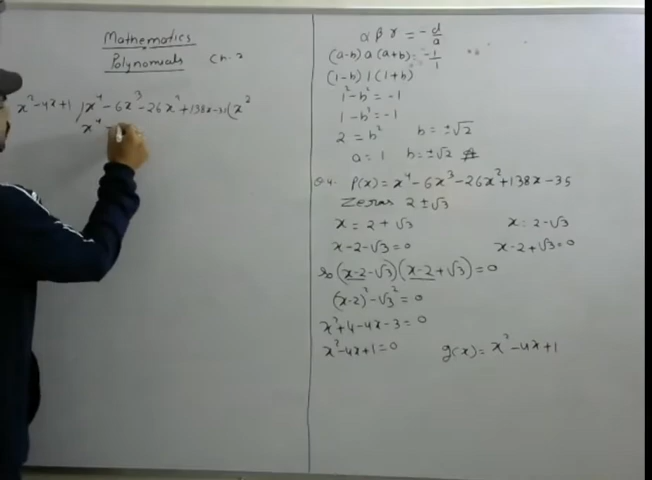 Mathematics
Polynomials Ch. 2
x² - 4x + 1 ) x⁴ - 6x³ - 26x² + 138x - 35 ( x²
x⁴ -
α β γ = - d/a
(a-b) a (a+b) = -1/1
(1-b) 1 (1+b)
1² - b² = -1
1 - b² = -1
2 = b² b = ±√2
a = 1 b = ±√2
Q4. P(x) = x⁴ - 6x³ - 26x² + 138x - 35
Zeros 2 ± √3
x = 2 + √3 x = 2 - √3
x - 2 - √3 = 0 x - 2 + √3 = 0
So (x - 2 - √3) (x - 2 + √3) = 0
(x-2)² - √3² = 0
x² + 4 - 4x - 3 = 0
x² - 4x + 1 = 0 g(x) = x² - 4x + 1